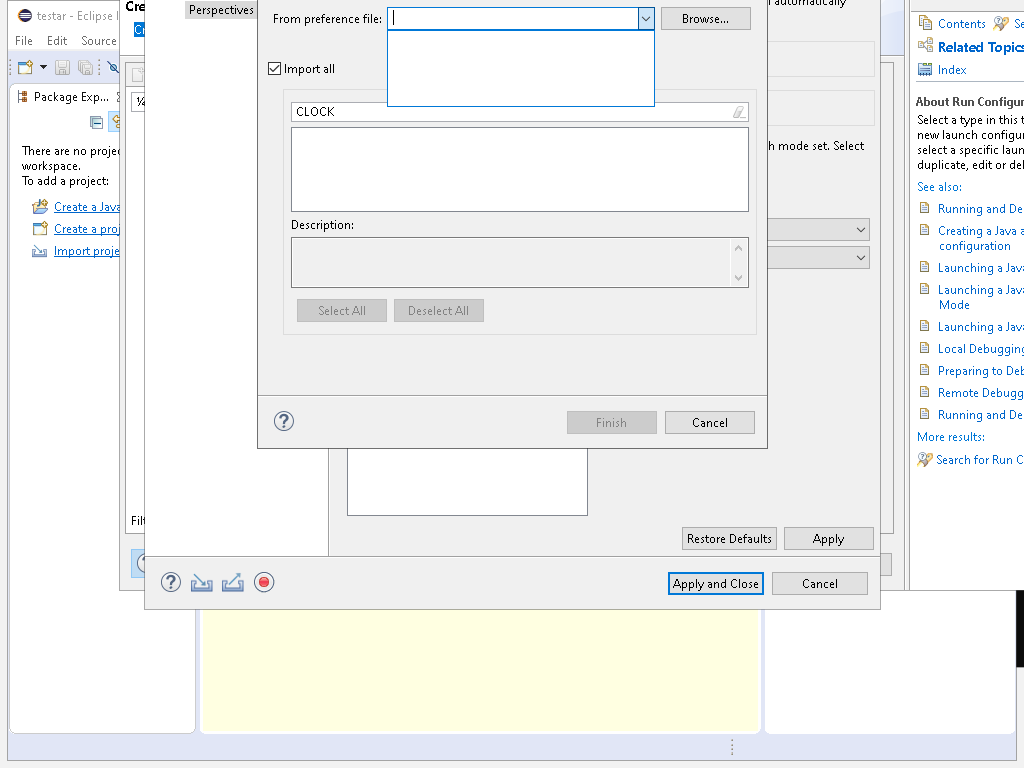 testar - Eclipse I
File Edit Source
Package Exp...
There are no projec
workspace.
To add a project:
Create a Java
Create a proj
Import proje
Cre
Filt
Perspectives
From preference file:
Browse...
Import all
CLOCK
Description:
Select All
Deselect All
Finish
Cancel
automatically
h mode set. Select
Restore Defaults
Apply
Apply and Close
Cancel
Contents
Se
Related Topics
Index
About Run Configur
Select a type in this t
new launch configu
select a specific laun
duplicate, edit or del
See also:
Running and De
Creating a Java a
configuration
Launching a Java
Launching a Java
Mode
Launching a Java
Local Debugging
Preparing to Deb
Remote Debugg
Running and De
More results:
Search for Run C